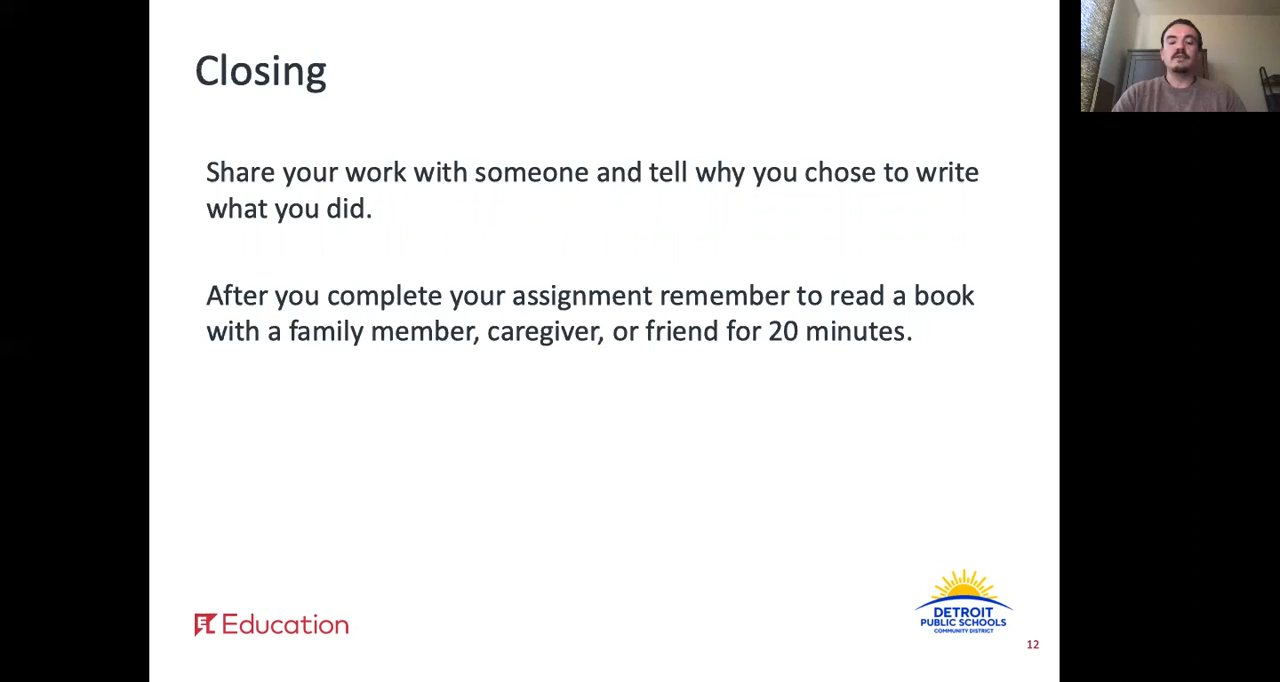 Closing
Share your work with someone and tell why you chose to write
what you did.
After you complete your assignment remember to read a book
with a family member, caregiver, or friend for 20 minutes.
EL Education
DETROIT
PUBLIC SCHOOLS
COMMUNITY DISTRICT
12